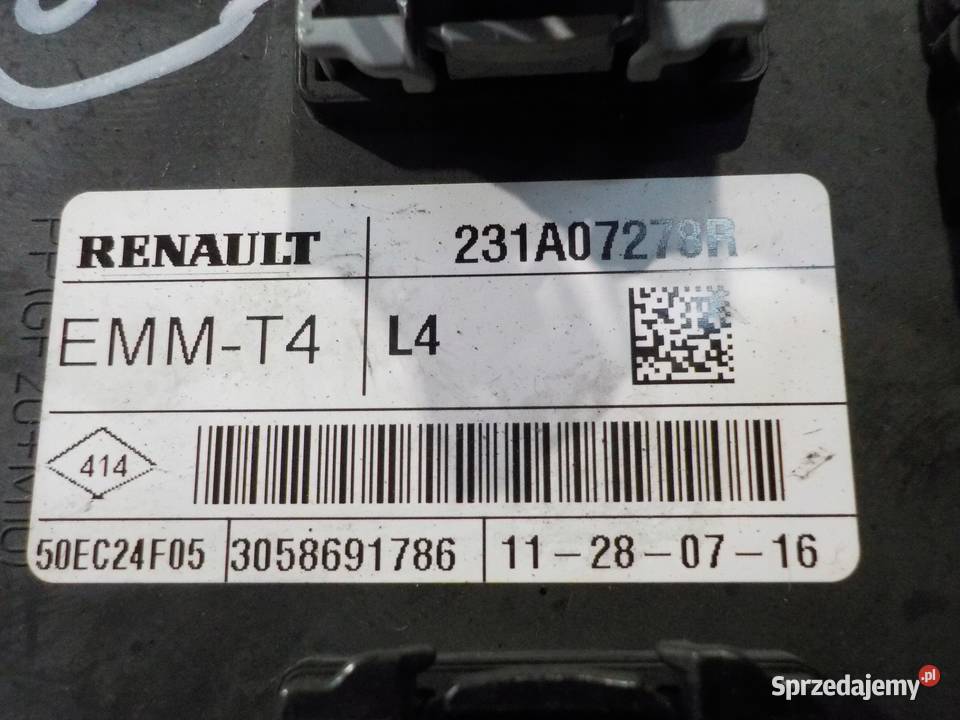 RENAULT 231A07278R
EMM-T4 L4
414
50EC24F05 3058691786 11-28-07-16
Sprzedajemy.pl